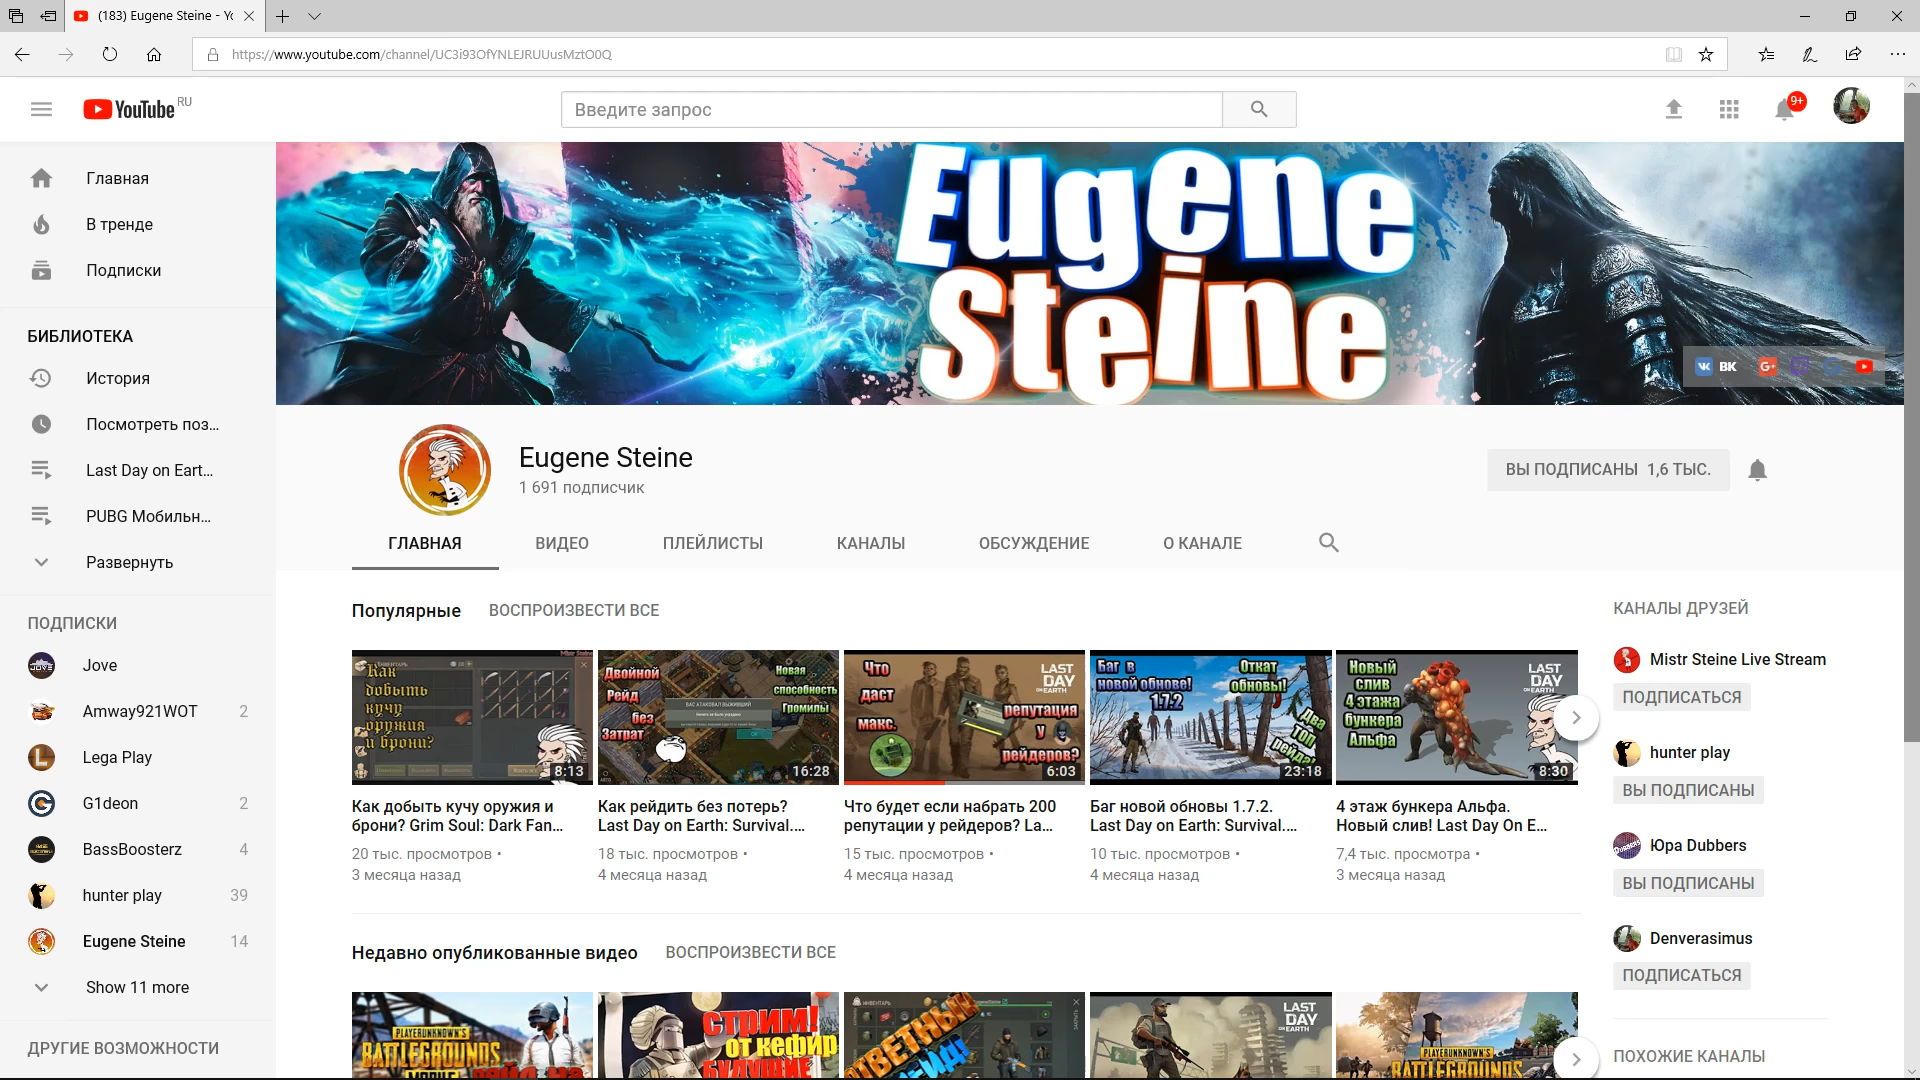 (183) Eugene Steine - Yo
https://www.youtube.com/channel/UC3i93OfYNLEJRUUusMztO0Q
YouTube RU
Введите запрос
9+
Главная
В тренде
Подписки
БИБЛИОТЕКА
История
Посмотреть поз...
Last Day on Eart...
PUBG Мобильн...
Развернуть
ПОДПИСКИ
Jove
Amway921WOT 2
Lega Play
G1deon 2
BassBoosterz 4
hunter play 39
Eugene Steine 14
Show 11 more
ДРУГИЕ ВОЗМОЖНОСТИ
Eugene
Steine
ВК
Eugene Steine
1 691 подписчик
ВЫ ПОДПИСАНЫ 1,6 ТЫС.
ГЛАВНАЯ ВИДЕО ПЛЕЙЛИСТЫ КАНАЛЫ ОБСУЖДЕНИЕ О КАНАЛЕ
Популярные ВОСПРОИЗВЕСТИ ВСЕ
Как
добыть
кучу
оружия
и брони?
8:13
Как добыть кучу оружия и
брони? Grim Soul: Dark Fan...
20 тыс. просмотров •
3 месяца назад
Двойной
Рейд
без
Затрат
Новая
способность
Громилы
ВАС АТАКОВАЛ ВЫЖИВШИЙ
16:28
Как рейдить без потерь?
Last Day on Earth: Survival....
18 тыс. просмотров •
4 месяца назад
Что
даст
макс.
репутация
у
рейдеров?
LAST
DAY
ON EARTH
6:03
Что будет если набрать 200
репутации у рейдеров? La...
15 тыс. просмотров •
4 месяца назад
Баг в
новой обнове!
1.7.2
Откат
обновы!
Два
топ
рейда!
23:18
Баг новой обновы 1.7.2.
Last Day on Earth: Survival....
10 тыс. просмотров •
4 месяца назад
Новый
слив
4 этажа
бункера
Альфа!
LAST
DAY
ON EARTH
8:30
4 этаж бункера Альфа.
Новый слив! Last Day On E...
7,4 тыс. просмотра •
3 месяца назад
Недавно опубликованные видео ВОСПРОИЗВЕСТИ ВСЕ
PLAYERUNKNOWN'S
BATTLEGROUNDS
СТРИМ!
от кефир
БУДУЩИЕ
ИНВЕНТАРЬ
ОТВЕТНЫЙ
LAST
DAY
ON EARTH
PLAYERUNKNOWN'S
BATTLEGROUNDS
КАНАЛЫ ДРУЗЕЙ
Mistr Steine Live Stream
ПОДПИСАТЬСЯ
hunter play
ВЫ ПОДПИСАНЫ
Юра Dubbers
ВЫ ПОДПИСАНЫ
Denverasimus
ПОДПИСАТЬСЯ
ПОХОЖИЕ КАНАЛЫ